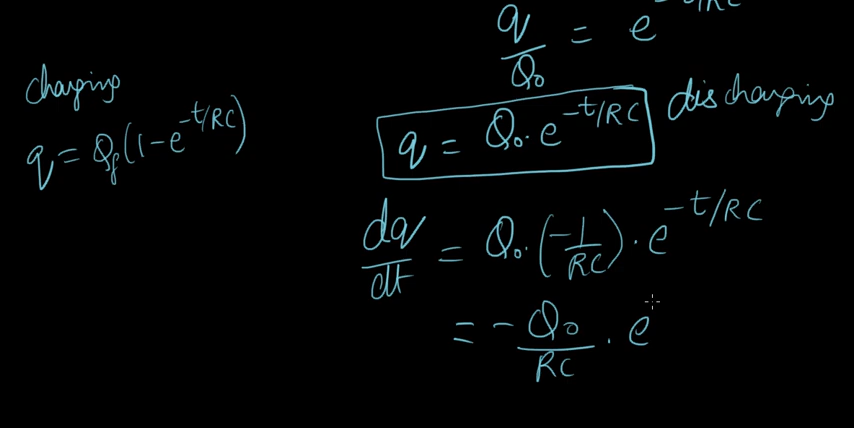 q/Q₀ = e^(-t/RC)
charging
q = Q_f(1 - e^(-t/RC))
q = Q₀ · e^(-t/RC) discharging
dq/dt = Q₀ · (-1/RC) · e^(-t/RC)
= - Q₀/RC · e